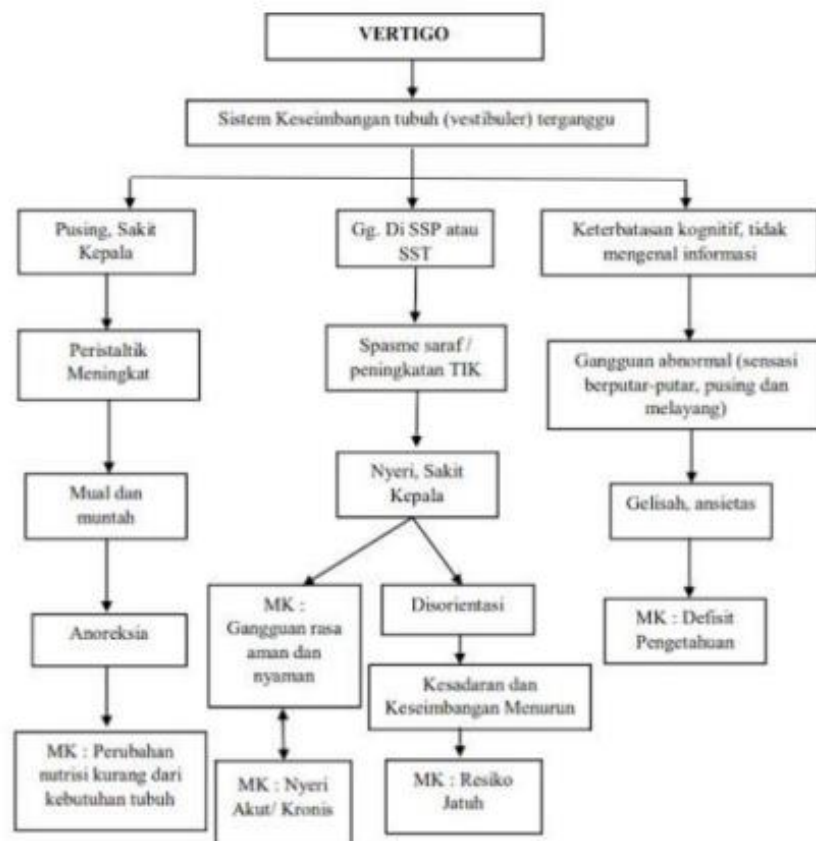 VERTIGO
Sistem Keseimbangan tubuh (vestibuler) terganggu
Pusing, Sakit
Kepala
Gg. Di SSP atau
SST
Keterbatasan kognitif, tidak
mengenal informasi
Peristaltik
Meningkat
Spasme saraf /
peningkatan TIK
Gangguan abnormal (sensasi
berputar-putar, pusing dan
melayang)
Mual dan
muntah
Nyeri, Sakit
Kepala
Gelisah, ansietas
Anoreksia
MK :
Gangguan rasa
aman dan
nyaman
Disorientasi
MK : Defisit
Pengetahuan
Kesadaran dan
Keseimbangan Menurun
MK : Perubahan
nutrisi kurang dari
kebutuhan tubuh
MK : Nyeri
Akut/ Kronis
MK : Resiko
Jatuh